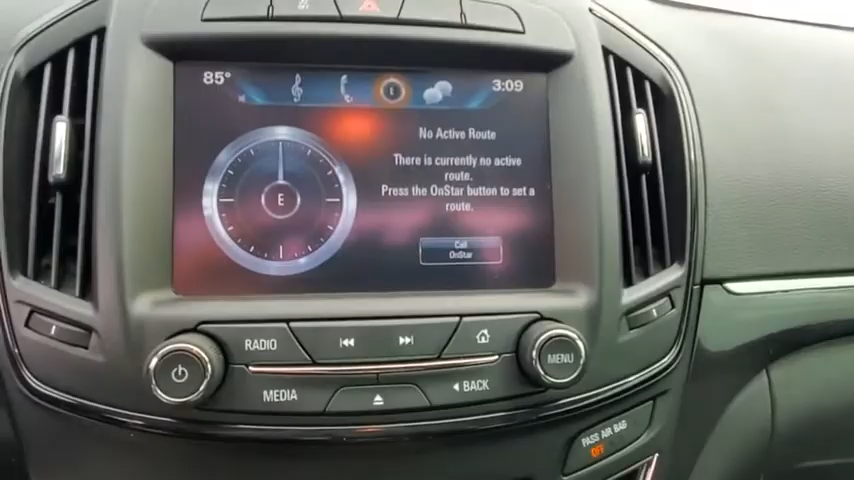 85°
3:09
No Active Route
There is currently no active
route.
Press the OnStar button to set a
route.
E
Call
OnStar
RADIO
MEDIA
BACK
MENU
PASS AIR BAG
OFF